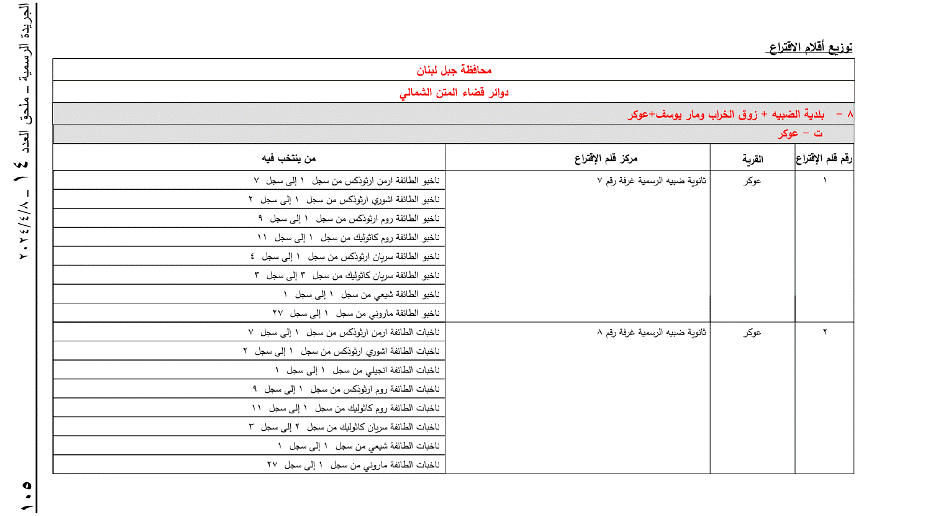 الجريدة الرسمية – ملحق العدد ١٤ – ٢٠٢٤/٤/٨
توزيع أقلام الاقتراع
محافظة جبل لبنان
دوائر قضاء المتن الشمالي
٨ - بلدية الضبيه + زوق الخراب ومار يوسف+عوكر
ت - عوكر
رقم قلم الإقتراع القرية مركز قلم الإقتراع من ينتخب فيه
١ عوكر ثانوية ضبيه الرسمية غرفة رقم ٧ ناخبو الطائفة ارمن ارثوذكس من سجل ١ إلى سجل ٧
ناخبو الطائفة اشوري ارثوذكس من سجل ١ إلى سجل ٢
ناخبو الطائفة روم ارثوذكس من سجل ١ إلى سجل ٩
ناخبو الطائفة روم كاثوليك من سجل ١ إلى سجل ١١
ناخبو الطائفة سريان ارثوذكس من سجل ١ إلى سجل ٤
ناخبو الطائفة سريان كاثوليك من سجل ٣ إلى سجل ٣
ناخبو الطائفة شيعي من سجل ١ إلى سجل ١
ناخبو الطائفة ماروني من سجل ١ إلى سجل ٢٧
٢ عوكر ثانوية ضبيه الرسمية غرفة رقم ٨ ناخبات الطائفة ارمن ارثوذكس من سجل ١ إلى سجل ٧
ناخبات الطائفة اشوري ارثوذكس من سجل ١ إلى سجل ٢
ناخبات الطائفة انجيلي من سجل ١ إلى سجل ١
ناخبات الطائفة روم ارثوذكس من سجل ١ إلى سجل ٩
ناخبات الطائفة روم كاثوليك من سجل ١ إلى سجل ١١
ناخبات الطائفة سريان كاثوليك من سجل ٢ إلى سجل ٣
ناخبات الطائفة شيعي من سجل ١ إلى سجل ١
ناخبات الطائفة ماروني من سجل ١ إلى سجل ٢٧
١٠٥